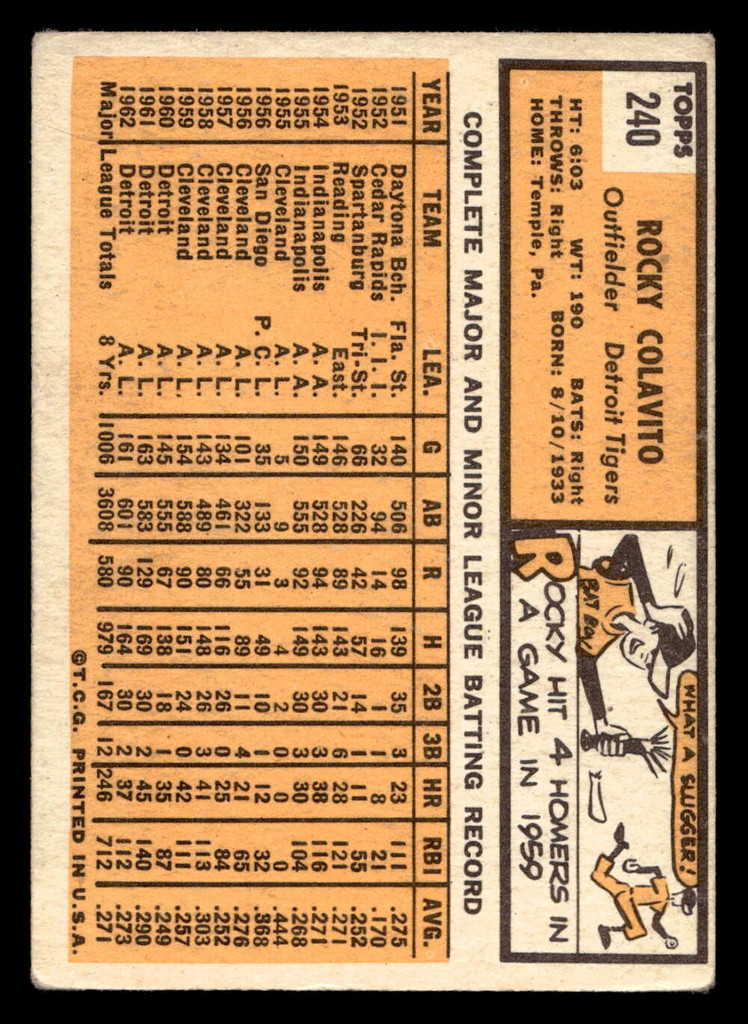 TOPPS
240
ROCKY COLAVITO
Outfielder Detroit Tigers
HT: 6:03 WT: 190 BATS: Right
THROWS: Right BORN: 8/10/1933
HOME: Temple, Pa.
WHAT A SLUGGER!
BAT BOY
ROCKY HIT 4 HOMERS IN
A GAME IN 1959
COMPLETE MAJOR AND MINOR LEAGUE BATTING RECORD
YEAR TEAM LEA. G AB R H 2B 3B HR RBI AVG.
1951 Daytona Bch. Fla. St. 140 506 98 139 35 3 23 111 .275
1952 Cedar Rapids I. I. I. 32 94 14 16 1 1 8 21 .170
1952 Spartanburg Tri-St. 66 226 42 57 14 1 11 55 .252
1953 Reading East. 146 528 89 143 21 6 28 121 .271
1954 Indianapolis A. A. 149 528 94 143 30 3 38 116 .271
1955 Indianapolis A. A. 150 555 92 149 30 3 30 104 .268
1955 Cleveland A. L. 5 9 3 4 2 0 0 0 .444
1956 San Diego P. C. L. 35 133 31 49 10 1 12 32 .368
1956 Cleveland A. L. 101 322 55 89 11 4 21 65 .276
1957 Cleveland A. L. 134 461 66 116 26 0 25 84 .252
1958 Cleveland A. L. 143 489 80 148 26 3 41 113 .303
1959 Cleveland A. L. 154 588 90 151 24 0 42 111 .257
1960 Detroit A. L. 145 555 67 138 18 1 35 87 .249
1961 Detroit A. L. 163 583 129 169 30 2 45 140 .290
1962 Detroit A. L. 161 601 90 164 30 2 37 112 .273
Major League Totals 8 Yrs. 1006 3608 580 979 167 12 246 712 .271
©T.C.G. PRINTED IN U.S.A.